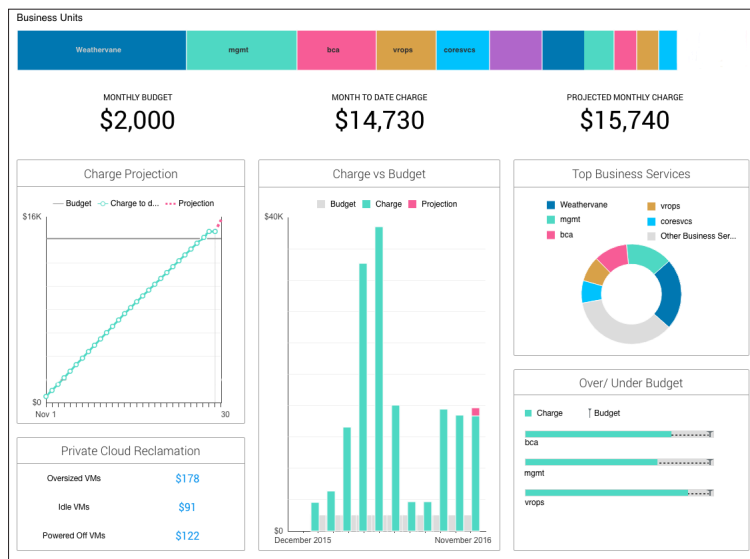 Business Units
Weathervane mgmt bca vrops coresvcs
MONTHLY BUDGET MONTH TO DATE CHARGE PROJECTED MONTHLY CHARGE
$2,000 $14,730 $15,740
Charge Projection
Budget Charge to d... Projection
$16K
$0
Nov 1 30
Private Cloud Reclamation
Oversized VMs $178
Idle VMs $91
Powered Off VMs $122
Charge vs Budget
Budget Charge Projection
$40K
$0
December 2015 November 2016
Top Business Services
Weathervane vrops
mgmt coresvcs
bca Other Business Ser...
Over/ Under Budget
Charge Budget
bca
mgmt
vrops